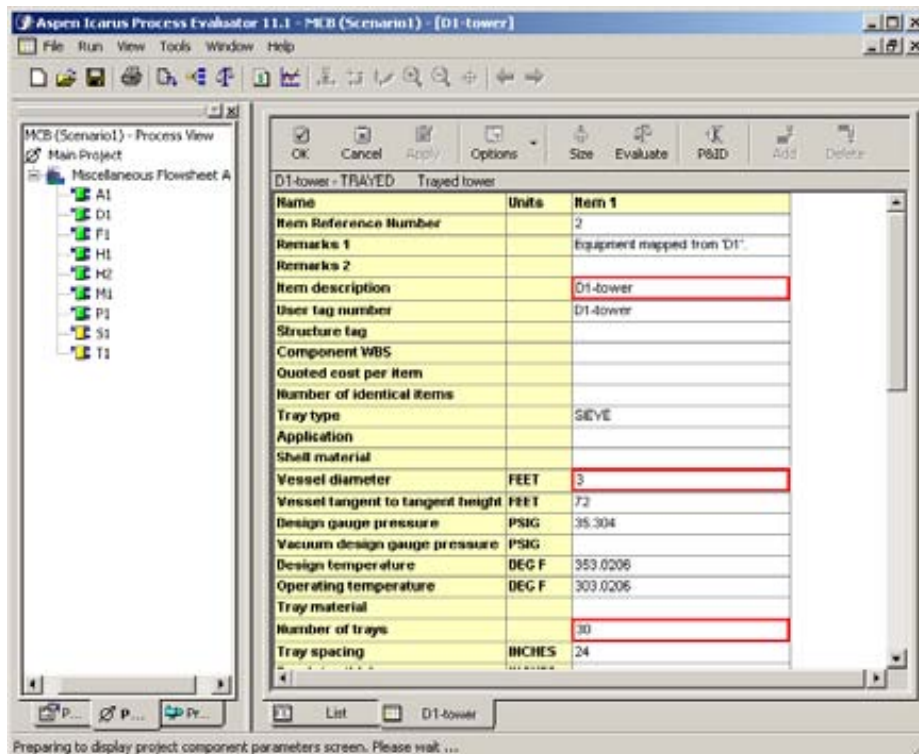 Aspen Icarus Process Evaluator 11.1 - MCB (Scenario1) - [D1-tower]
File Run View Tools Window Help
MCB (Scenario1) - Process View
Main Project
Miscellaneous Flowsheet A
A1
D1
F1
H1
H2
M1
P1
S1
T1
OK Cancel Apply Options Size Evaluate P&ID Add Delete
D1-tower - TRAYED Trayed tower
Name Units Item 1
Item Reference Number 2
Remarks 1 Equipment mapped from 'D1'.
Remarks 2
Item description D1-tower
User tag number D1-tower
Structure tag
Component WBS
Quoted cost per item
Number of identical items
Tray type SIEVE
Application
Shell material
Vessel diameter FEET 3
Vessel tangent to tangent height FEET 72
Design gauge pressure PSIG 35.304
Vacuum design gauge pressure PSIG
Design temperature DEG F 353.0206
Operating temperature DEG F 303.0206
Tray material
Number of trays 30
Tray spacing INCHES 24
P... P... Pr...
List D1-tower
Preparing to display project component parameters screen. Please wait ...